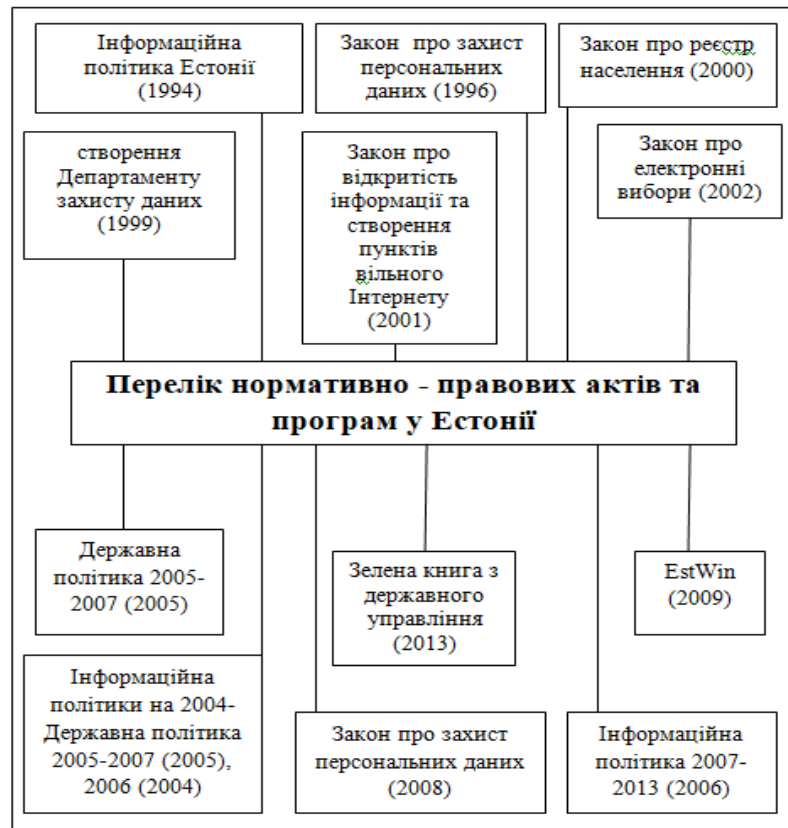 Інформаційна
політика Естонії
(1994)
Закон про захист
персональних
даних (1996)
Закон про реєстр
населення (2000)
створення
Департаменту
захисту даних
(1999)
Закон про
відкритість
інформації та
створення
пунктів
вільного
Інтернету
(2001)
Закон про
електронні
вибори (2002)
Перелік нормативно - правових актів та
програм у Естонії
Державна
політика 2005-
2007 (2005)
Зелена книга з
державного
управління
(2013)
EstWin
(2009)
Інформаційна
політики на 2004-
Державна політика
2005-2007 (2005),
2006 (2004)
Закон про захист
персональних даних
(2008)
Інформаційна
політика 2007-
2013 (2006)